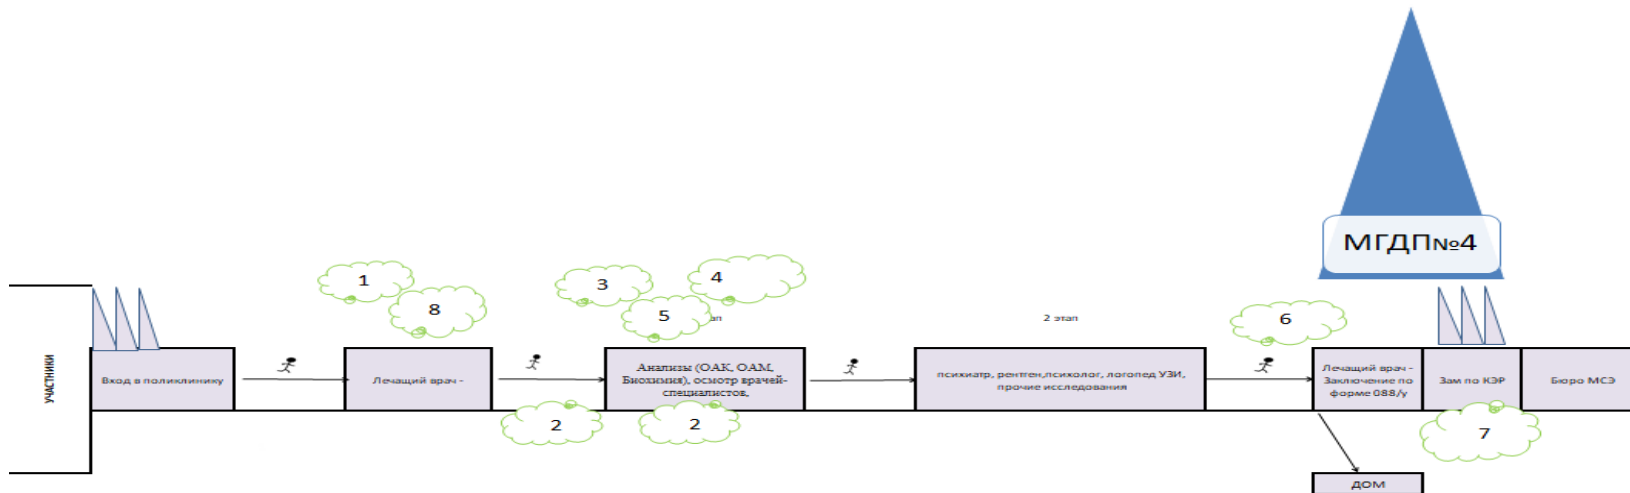 МГДП№4
1
8
3
4
5
ап
2 этап
6
УЧАСТНИКИ
Вход в поликлинику
Лечащий врач -
Анализы (ОАК, ОАМ,
Биохимия), осмотр врачей-
специалистов,
психиатр, рентген,психолог, логопед УЗИ,
прочие исследования
Лечащий врач -
Заключение по
форме 088/у
Зам по КЭР
Бюро МСЭ
2
2
7
ДОМ